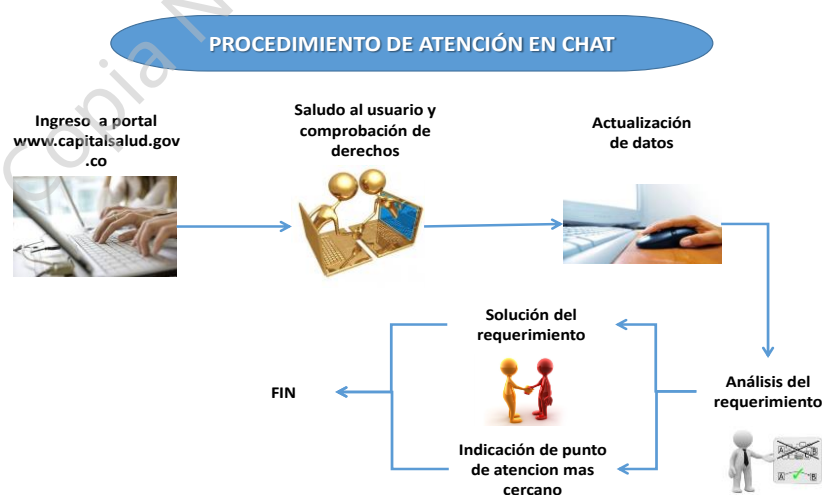 PROCEDIMIENTO DE ATENCIÓN EN CHAT
Ingreso a portal
www.capitalsalud.gov
.co
Saludo al usuario y
comprobación de
derechos
Actualización
de datos
Análisis del
requerimiento
Solución del
requerimiento
Indicación de punto
de atencion mas
cercano
FIN
Copia N
A
B
A
B